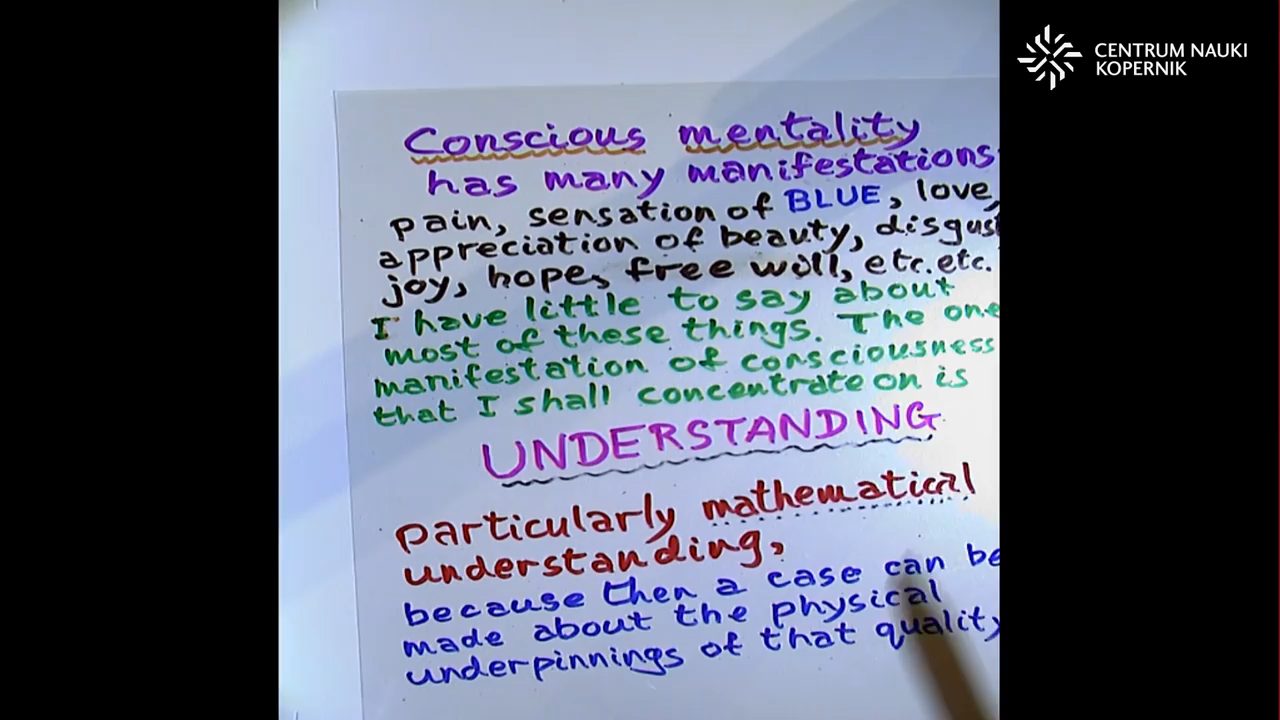 CENTRUM NAUKI
KOPERNIK
Conscious mentality
has many manifestations
pain, sensation of BLUE, love,
appreciation of beauty, disgust
joy, hope, free will, etc.etc.
I have little to say about
most of these things. The one
manifestation of consciousness
that I shall concentrate on is
UNDERSTANDING
particularly mathematical
understanding,
because then a case can be
made about the physical
underpinnings of that quality